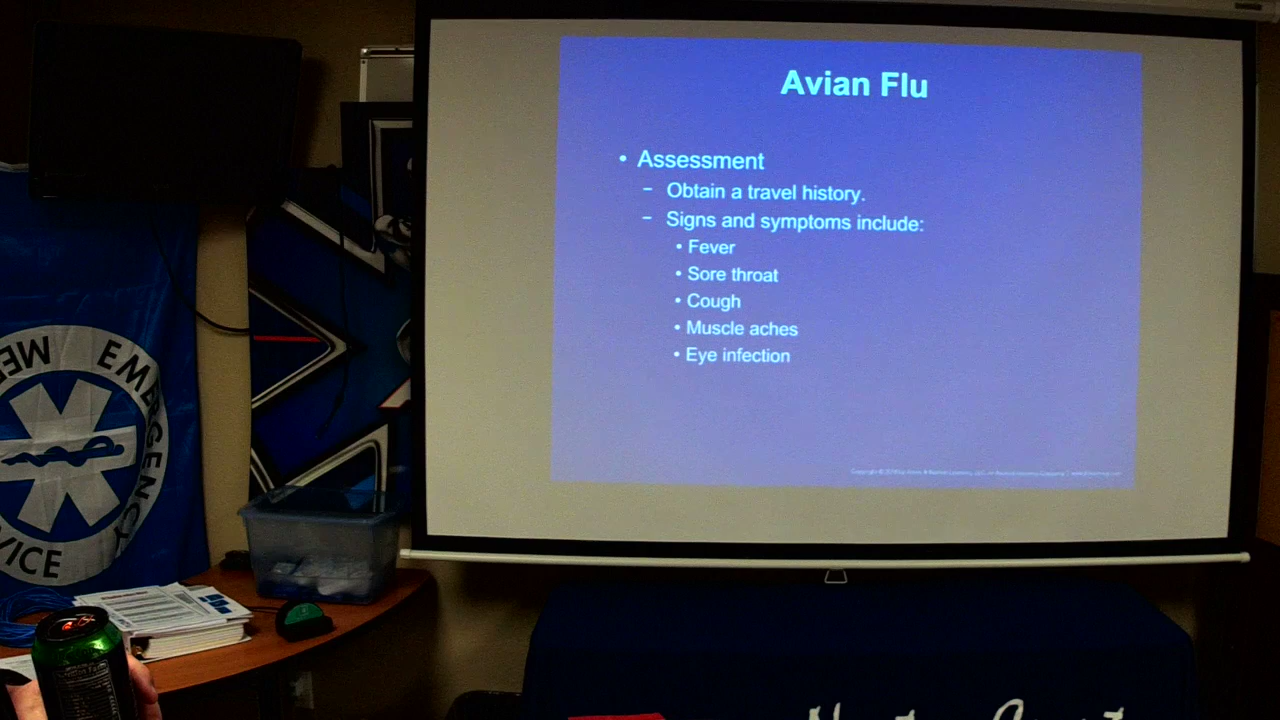 Avian Flu
• Assessment
– Obtain a travel history.
– Signs and symptoms include:
• Fever
• Sore throat
• Cough
• Muscle aches
• Eye infection
EMERGENCY